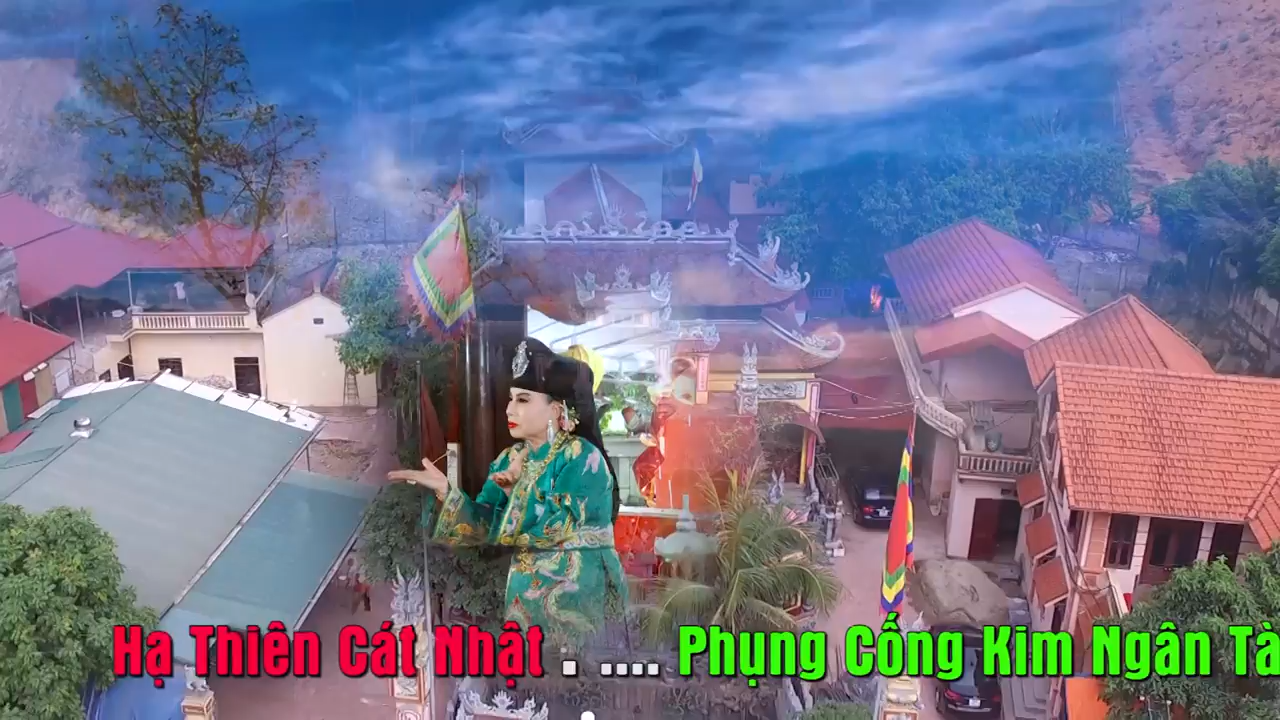 Hạ Thiên Cát Nhật . .... Phụng Cống Kim Ngân Tà